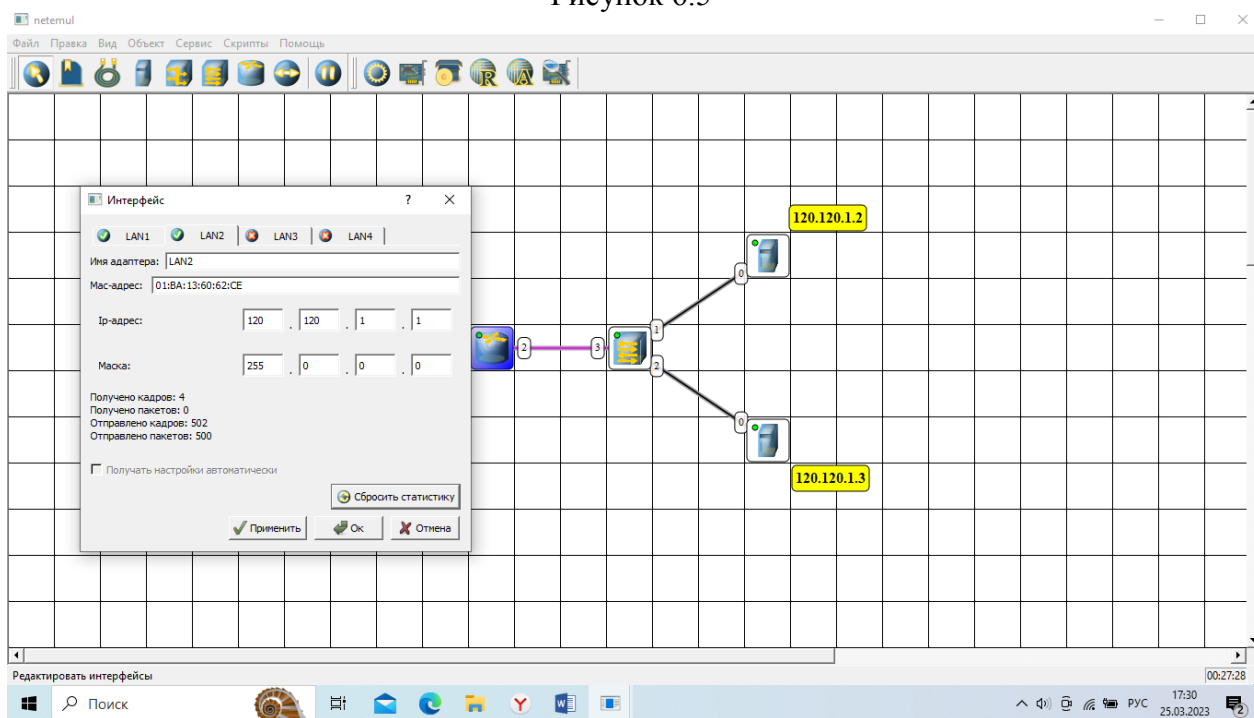 Рисунок 6.5
netemul
Файл Правка Вид Объект Сервис Скрипты Помощь
Интерфейс ?
LAN1 LAN2 LAN3 LAN4
Имя адаптера: LAN2
Mac-адрес: 01:BA:13:60:62:CE
Ip-адрес: 120 . 120 . 1 . 1
Маска: 255 . 0 . 0 . 0
Получено кадров: 4
Получено пакетов: 0
Отправлено кадров: 502
Отправлено пакетов: 500
Получать настройки автоматически
Сбросить статистику
Применить Ок Отмена
120.120.1.2
0
1
2 3
2
0
120.120.1.3
Редактировать интерфейсы 00:27:28
Поиск
РУС
17:30
25.03.2023
2